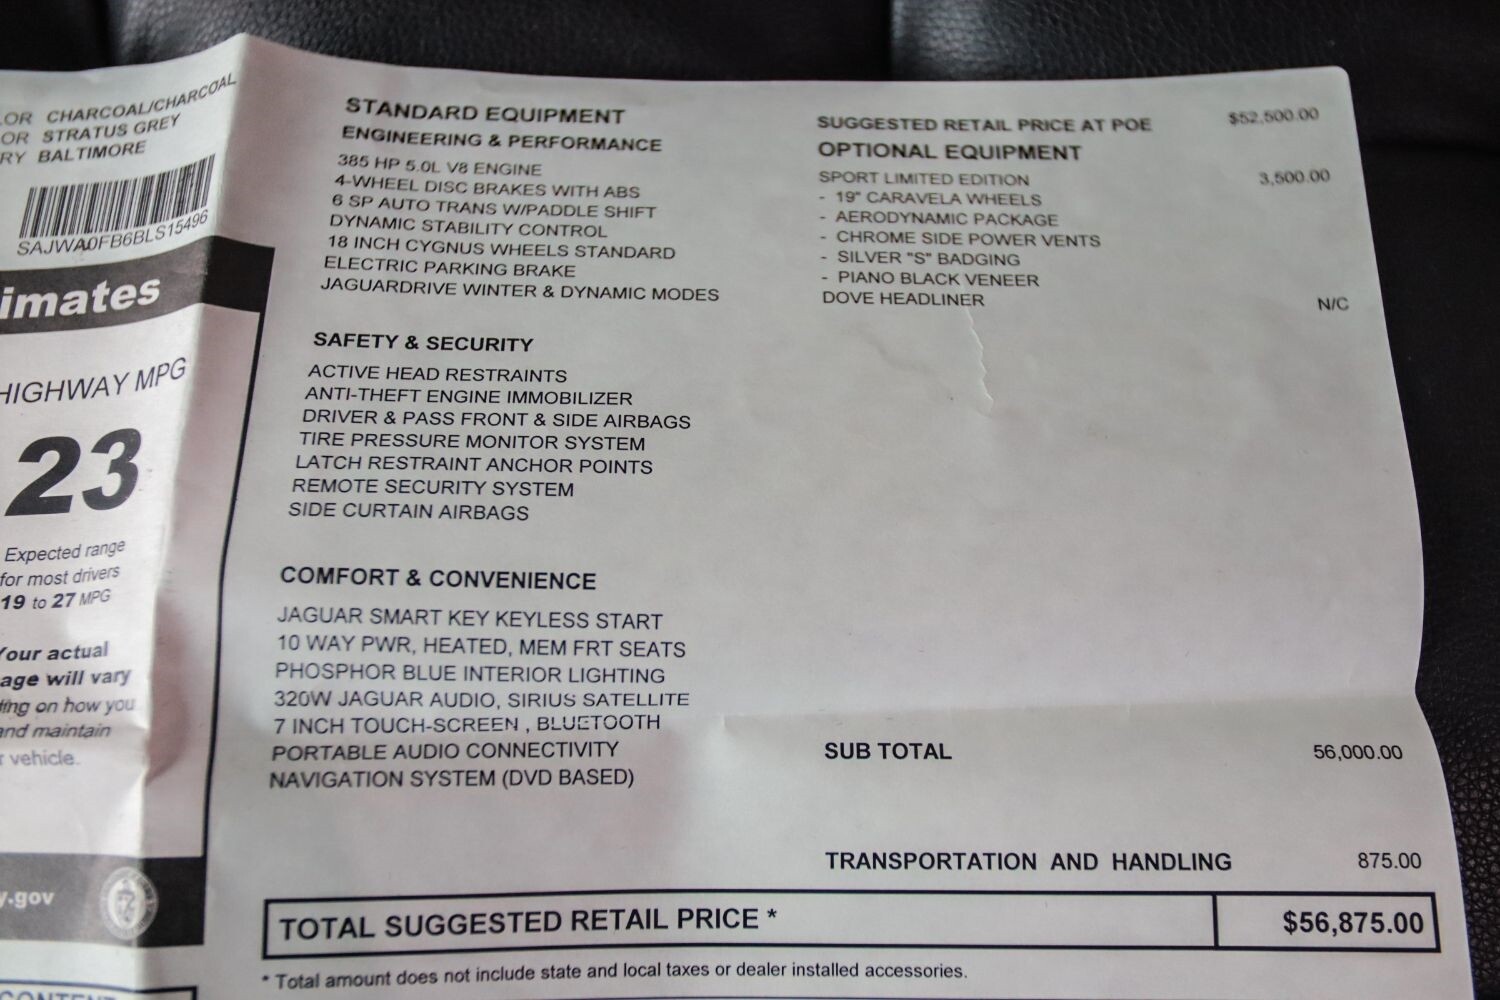 OR CHARCOAL/CHARCOAL
OR STRATUS GREY
RY BALTIMORE
SAJWA0FB6BLS15496
imates
HIGHWAY MPG
23
Expected range
for most drivers
19 to 27 MPG
Your actual
age will vary
ding on how you
and maintain
r vehicle.
y.gov
CONTENT
STANDARD EQUIPMENT
ENGINEERING & PERFORMANCE
385 HP 5.0L V8 ENGINE
4-WHEEL DISC BRAKES WITH ABS
6 SP AUTO TRANS W/PADDLE SHIFT
DYNAMIC STABILITY CONTROL
18 INCH CYGNUS WHEELS STANDARD
ELECTRIC PARKING BRAKE
JAGUARDRIVE WINTER & DYNAMIC MODES
SAFETY & SECURITY
ACTIVE HEAD RESTRAINTS
ANTI-THEFT ENGINE IMMOBILIZER
DRIVER & PASS FRONT & SIDE AIRBAGS
TIRE PRESSURE MONITOR SYSTEM
LATCH RESTRAINT ANCHOR POINTS
REMOTE SECURITY SYSTEM
SIDE CURTAIN AIRBAGS
COMFORT & CONVENIENCE
JAGUAR SMART KEY KEYLESS START
10 WAY PWR, HEATED, MEM FRT SEATS
PHOSPHOR BLUE INTERIOR LIGHTING
320W JAGUAR AUDIO, SIRIUS SATELLITE
7 INCH TOUCH-SCREEN , BLUETOOTH
PORTABLE AUDIO CONNECTIVITY
NAVIGATION SYSTEM (DVD BASED)
SUGGESTED RETAIL PRICE AT POE $52,500.00
OPTIONAL EQUIPMENT
SPORT LIMITED EDITION 3,500.00
- 19" CARAVELA WHEELS
- AERODYNAMIC PACKAGE
- CHROME SIDE POWER VENTS
- SILVER "S" BADGING
- PIANO BLACK VENEER
DOVE HEADLINER N/C
SUB TOTAL 56,000.00
TRANSPORTATION AND HANDLING 875.00
TOTAL SUGGESTED RETAIL PRICE * $56,875.00
* Total amount does not include state and local taxes or dealer installed accessories.